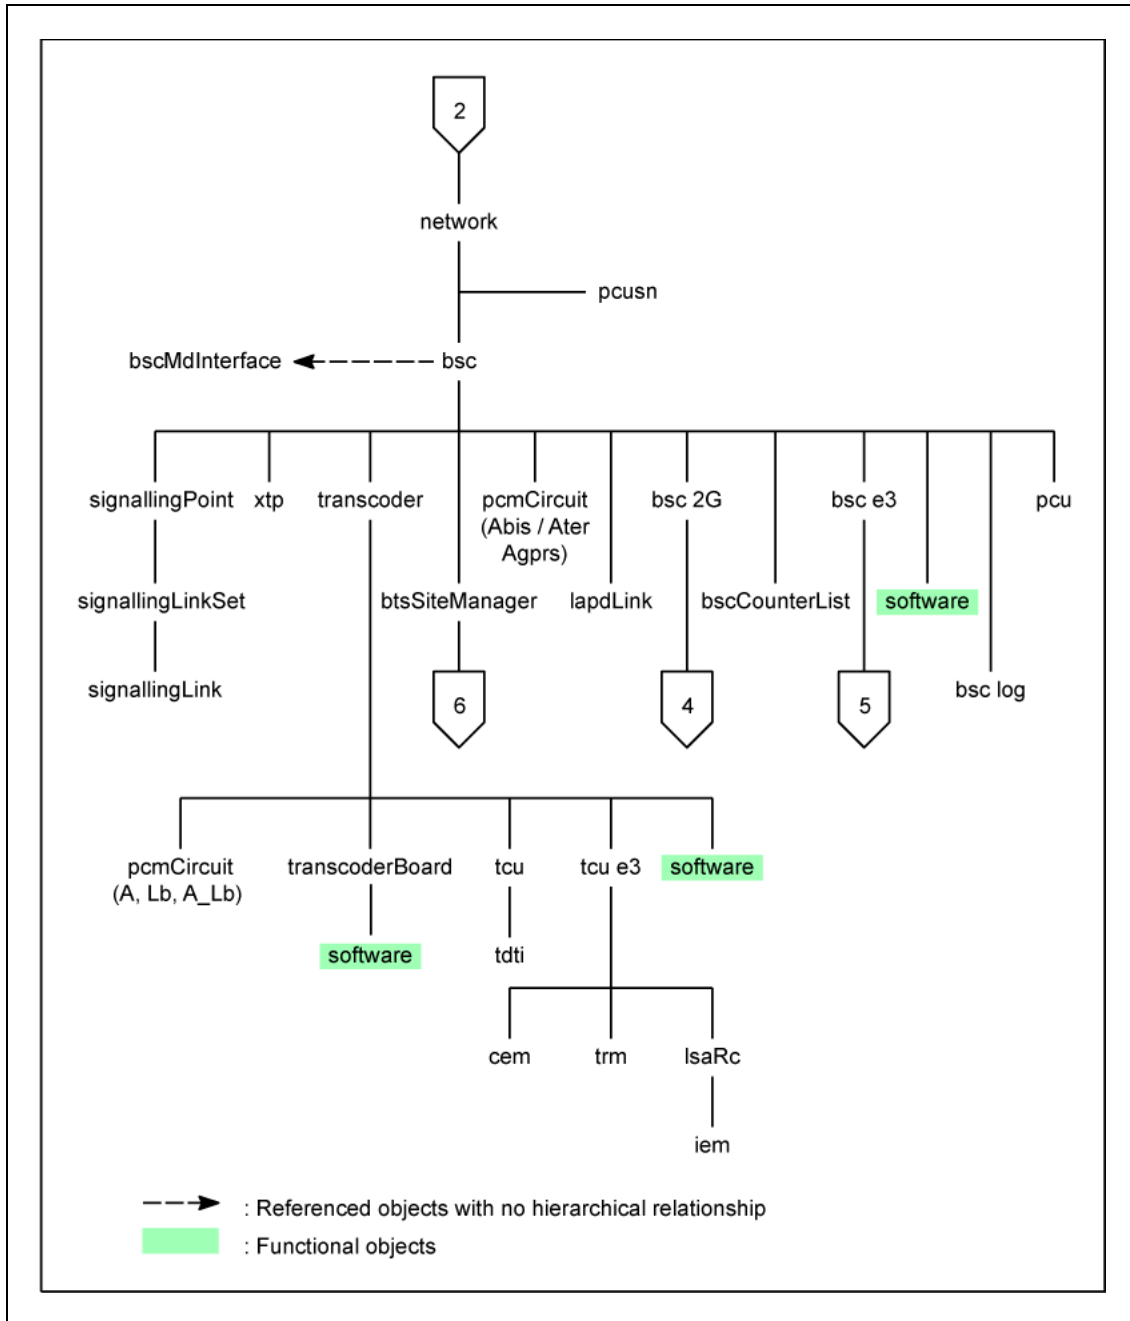 2
network
pcusn
bscMdInterface
bsc
signallingPoint
xtp
transcoder
pcmCircuit
(Abis / Ater
Agprs)
bsc 2G
bsc e3
pcu
signallingLinkSet
btsSiteManager
lapdLink
bscCounterList
software
signallingLink
6
4
5
bsc log
pcmCircuit
(A, Lb, A_Lb)
transcoderBoard
tcu
tcu e3
software
software
tdti
cem
trm
lsaRc
iem
: Referenced objects with no hierarchical relationship
: Functional objects